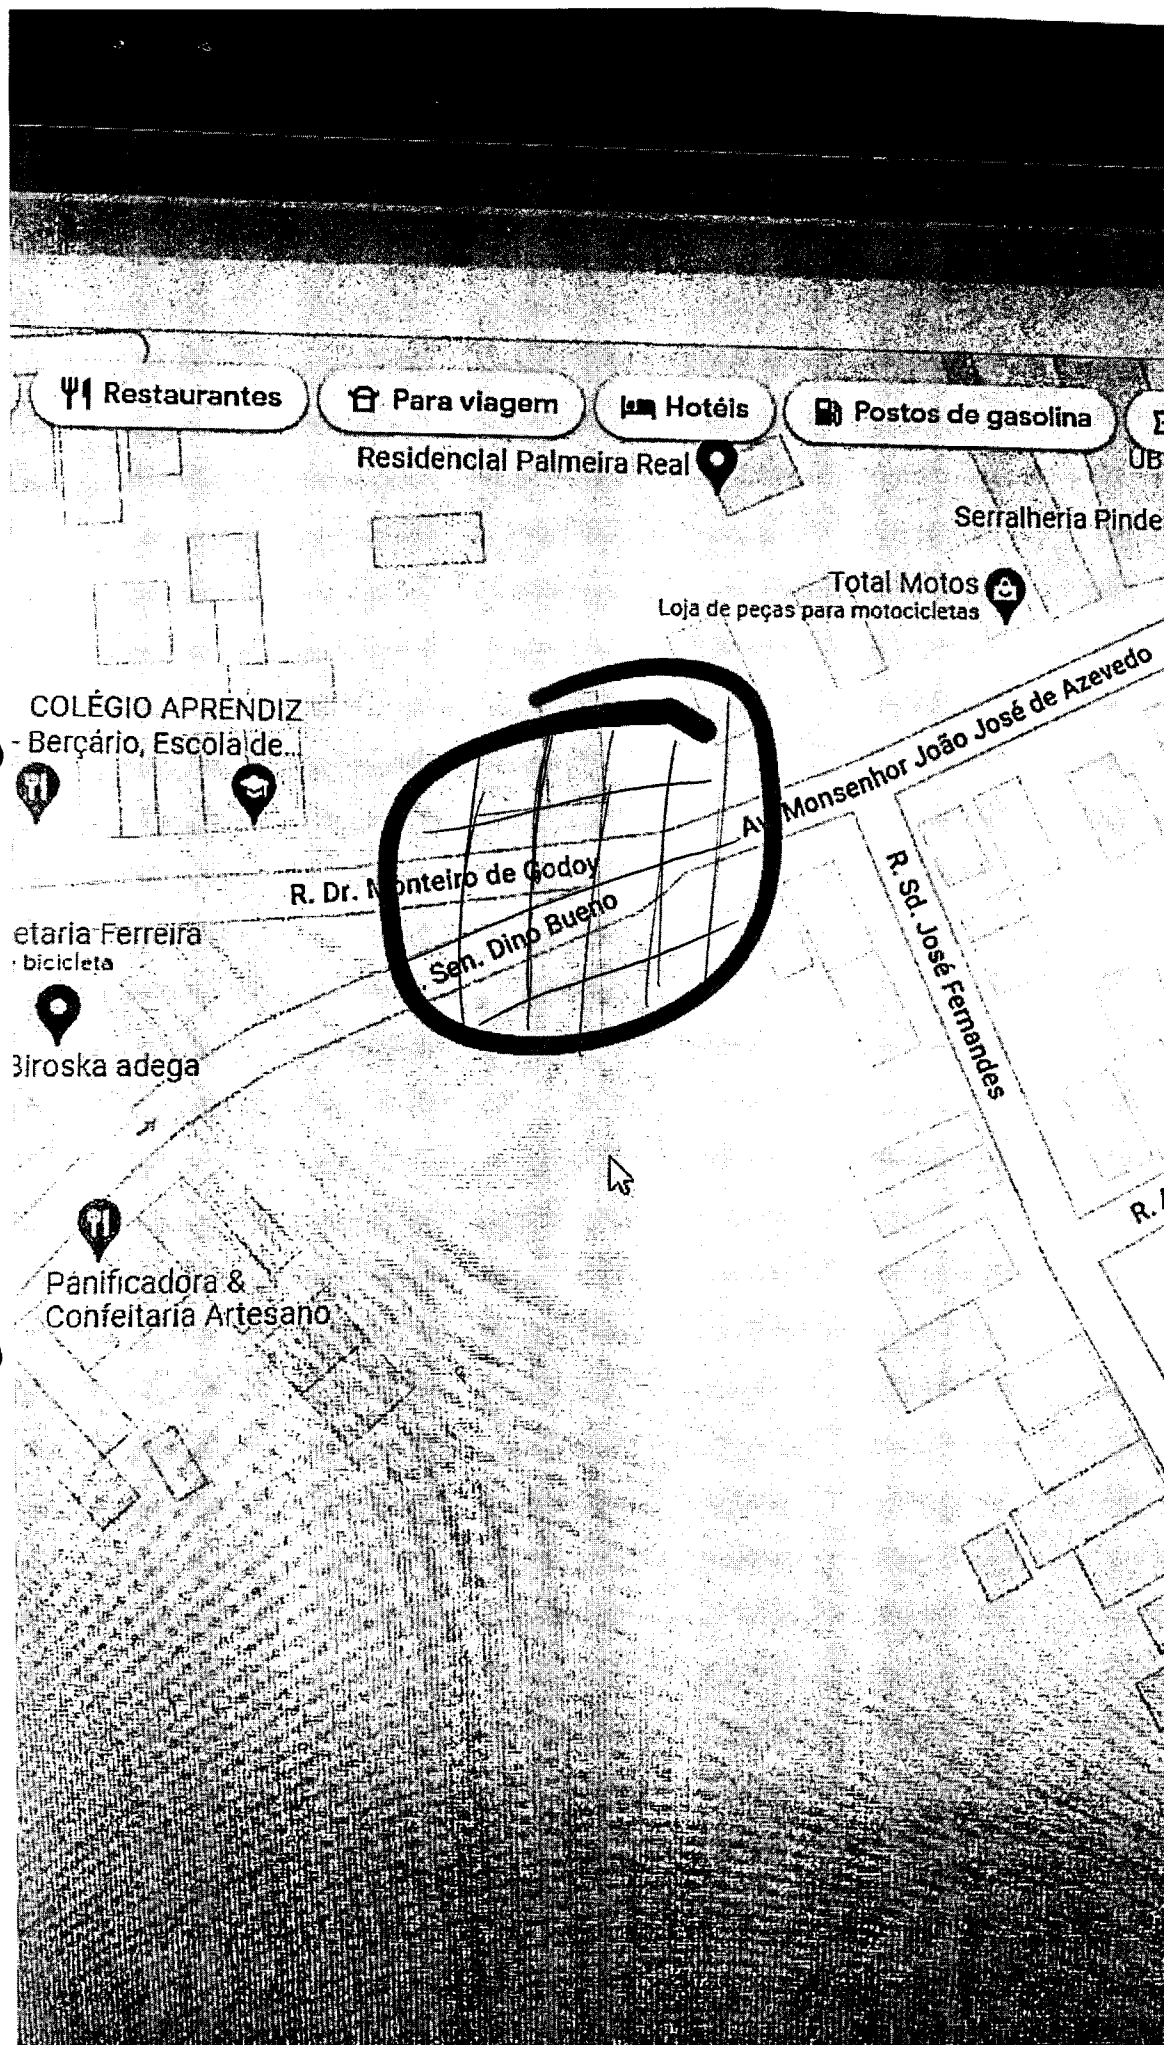 Restaurantes
Para viagem
Hotéis
Postos de gasolina
Residencial Palmeira Real
UB
Serralheria Pinde
Total Motos
Loja de peças para motocicletas
COLÉGIO APRENDIZ
- Berçário, Escola de...
Av. Monsenhor João José de Azevedo
R. Dr. Monteiro de Godoy
Sen. Dino Bueno
R. Sd. José Fernandes
etaria Ferreira
bicicleta
Biroska adega
R. A
Panificadora &
Confeitaria Artesano